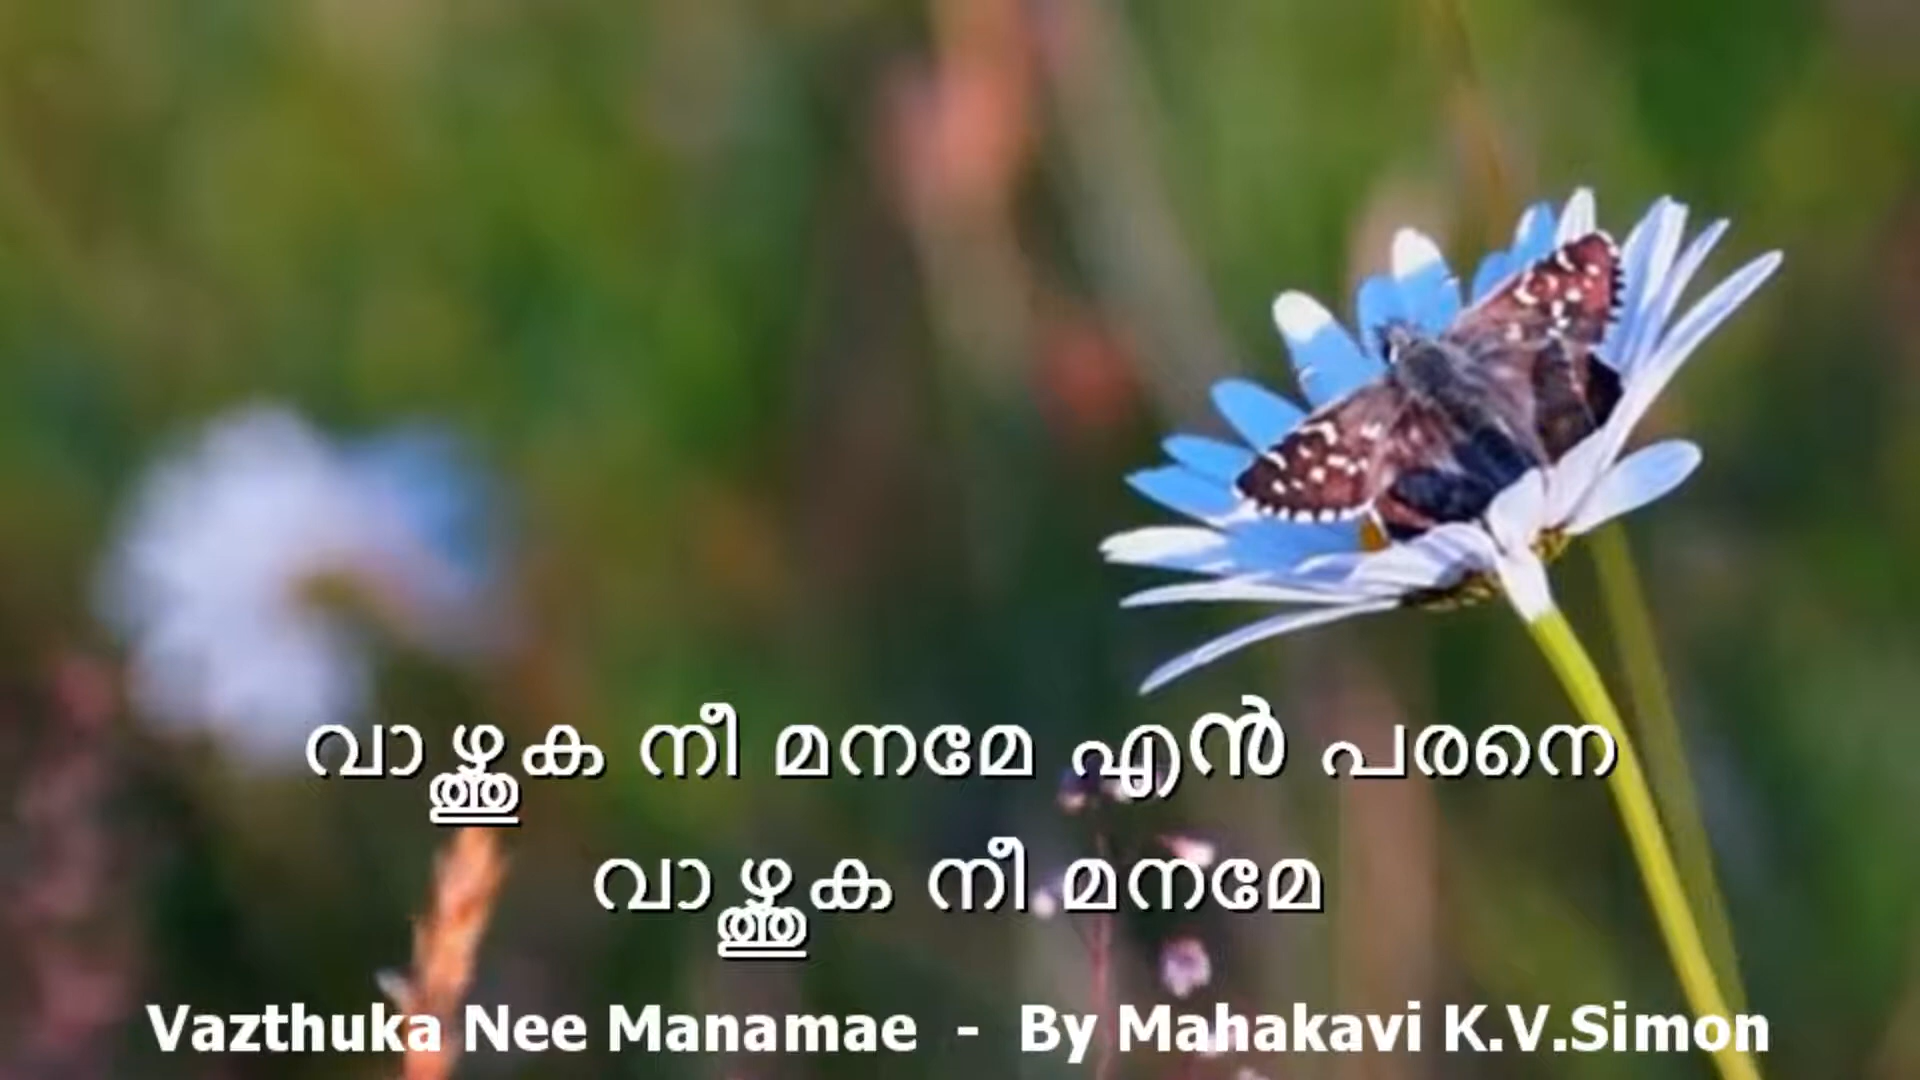 വാഴ്ത്തുക നീ മനമേ എൻ പരനെ
വാഴ്ത്തുക നീ മനമേ
Vazthuka Nee Manamae - By Mahakavi K.V.Simon